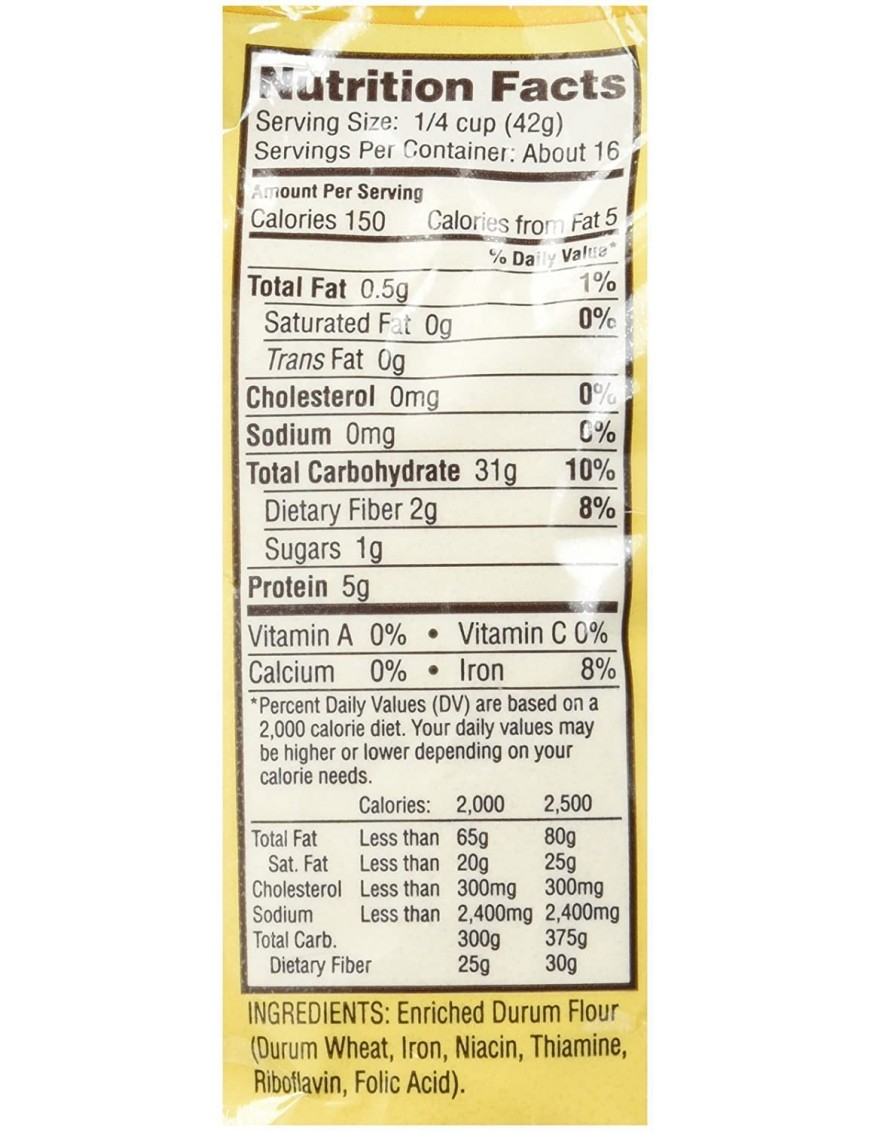 Nutrition Facts
Serving Size: 1/4 cup (42g)
Servings Per Container: About 16
Amount Per Serving
Calories 150 Calories from Fat 5
% Daily Value*
Total Fat 0.5g 1%
Saturated Fat 0g 0%
Trans Fat 0g
Cholesterol 0mg 0%
Sodium 0mg 0%
Total Carbohydrate 31g 10%
Dietary Fiber 2g 8%
Sugars 1g
Protein 5g
Vitamin A 0% • Vitamin C 0%
Calcium 0% • Iron 8%
*Percent Daily Values (DV) are based on a
2,000 calorie diet. Your daily values may
be higher or lower depending on your
calorie needs.
Calories: 2,000 2,500
Total Fat Less than 65g 80g
Sat. Fat Less than 20g 25g
Cholesterol Less than 300mg 300mg
Sodium Less than 2,400mg 2,400mg
Total Carb. 300g 375g
Dietary Fiber 25g 30g
INGREDIENTS: Enriched Durum Flour
(Durum Wheat, Iron, Niacin, Thiamine,
Riboflavin, Folic Acid).